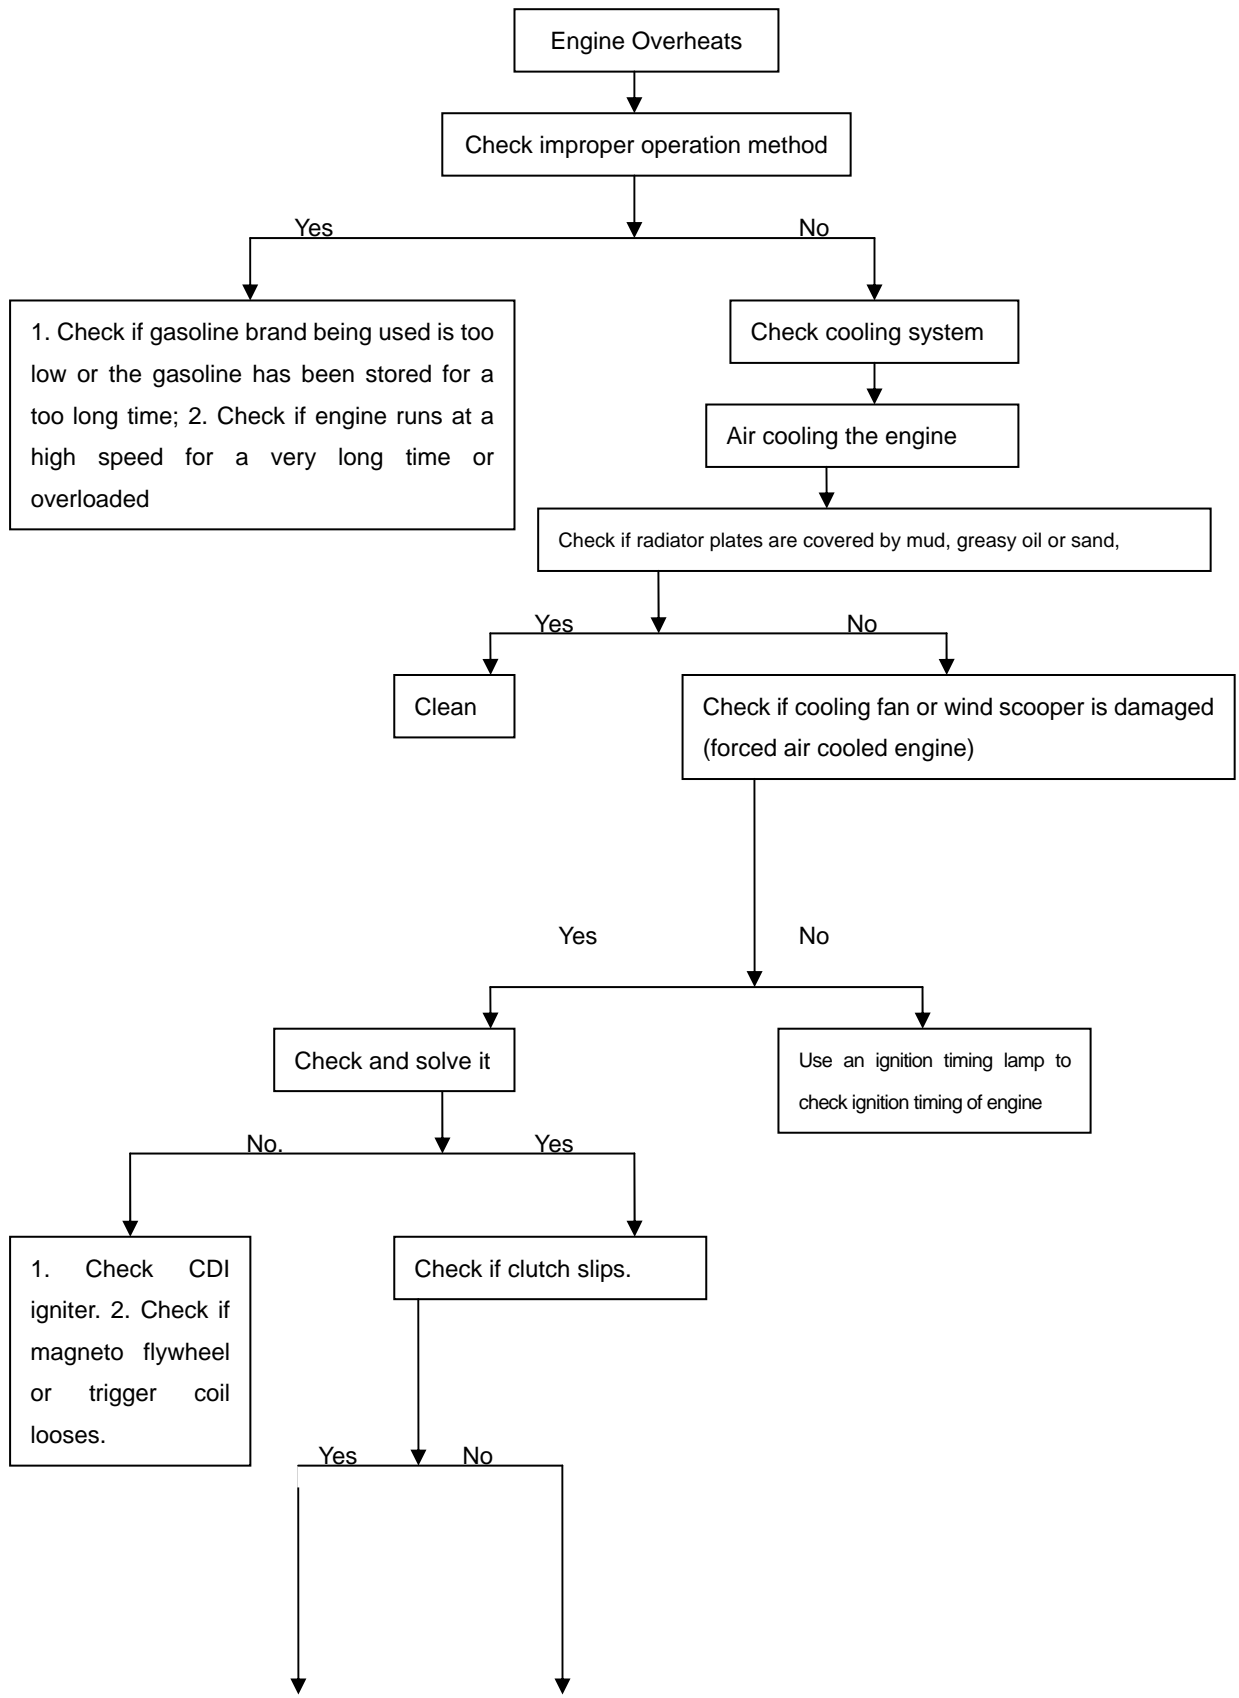 Engine Overheats
Check improper operation method
Yes
No
1. Check if gasoline brand being used is too
low or the gasoline has been stored for a
too long time; 2. Check if engine runs at a
high speed for a very long time or
overloaded
Check cooling system
Air cooling the engine
Check if radiator plates are covered by mud, greasy oil or sand,
Yes
No
Clean
Check if cooling fan or wind scooper is damaged
(forced air cooled engine)
Yes
No
Check and solve it
Use an ignition timing lamp to
check ignition timing of engine
No.
Yes
1. Check CDI
igniter. 2. Check if
magneto flywheel
or trigger coil
looses.
Check if clutch slips.
Yes
No